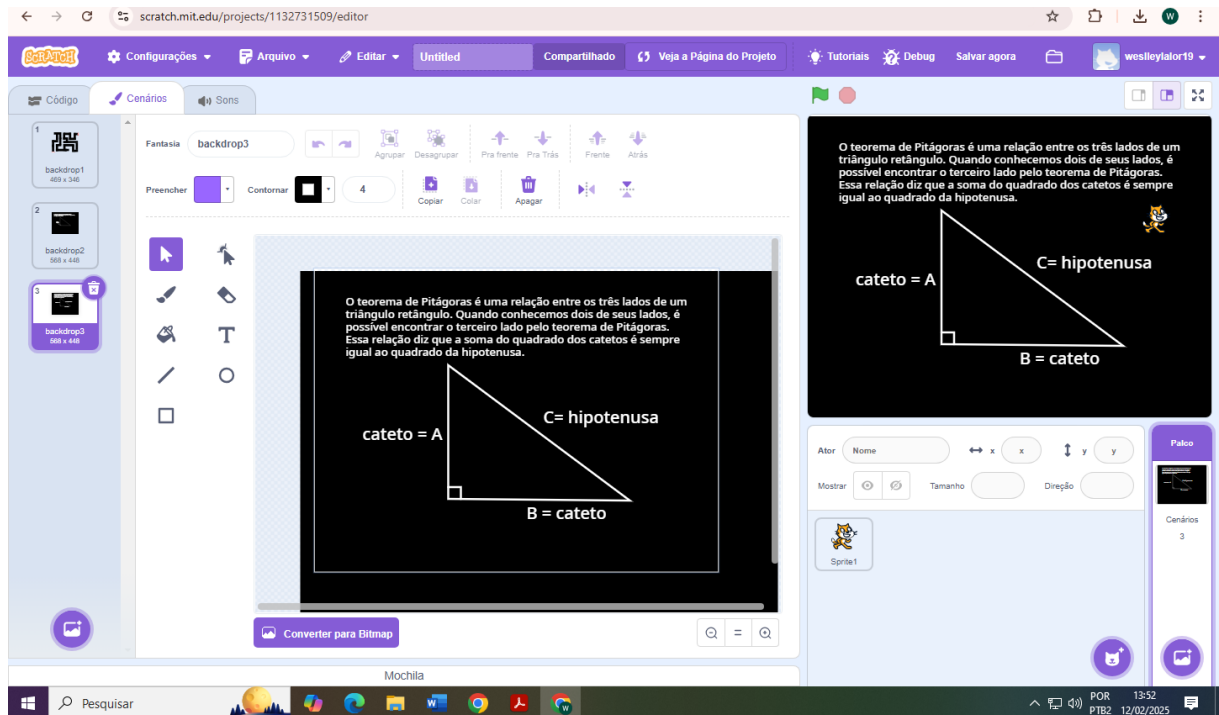 scratch.mit.edu/projects/1132731509/editor
W
SCRATCH
Configurações
Arquivo
Editar
Untitled
Compartilhado
Veja a Página do Projeto
Tutoriais
Debug
Salvar agora
weslleytalor19
Código
Cenários
Sons
1
backdrop1
469 x 346
2
backdrop2
568 x 448
3
backdrop3
568 x 448
Fantasia
backdrop3
Agrupar
Desagrupar
Pra frente
Pra Trás
Frente
Atrás
Preencher
Contornar
4
Copiar
Colar
Apagar
T
O teorema de Pitágoras é uma relação entre os três lados de um
triângulo retângulo. Quando conhecemos dois de seus lados, é
possível encontrar o terceiro lado pelo teorema de Pitágoras.
Essa relação diz que a soma do quadrado dos catetos é sempre
igual ao quadrado da hipotenusa.
C= hipotenusa
cateto = A
B = cateto
Converter para Bitmap
=
O teorema de Pitágoras é uma relação entre os três lados de um
triângulo retângulo. Quando conhecemos dois de seus lados, é
possível encontrar o terceiro lado pelo teorema de Pitágoras.
Essa relação diz que a soma do quadrado dos catetos é sempre
igual ao quadrado da hipotenusa.
C= hipotenusa
cateto = A
B = cateto
Ator
Nome
x
x
y
y
Mostrar
Tamanho
Direção
Sprite1
Palco
Cenários
3
Mochila
Pesquisar
POR
PTB2
13:52
12/02/2025